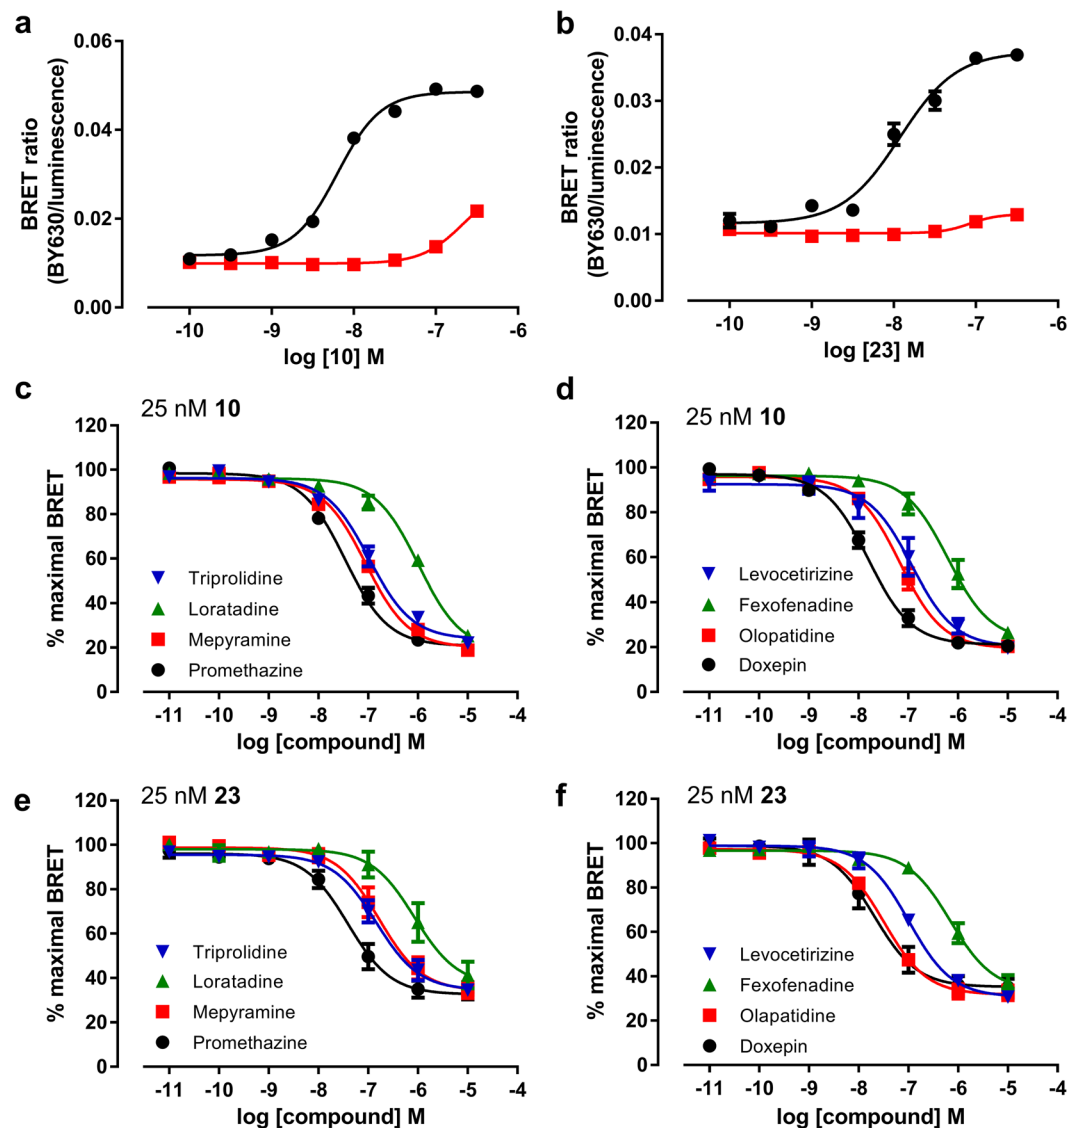 a
0.06
0.04
0.02
0.00
BRET ratio
(BY630/luminescence)
-10 -9 -8 -7 -6
log [10] M
b
0.04
0.03
0.02
0.01
0.00
BRET ratio
(BY630/luminescence)
-10 -9 -8 -7 -6
log [23] M
c
25 nM 10
120
100
80
60
40
20
0
% maximal BRET
Triprolidine
Loratadine
Mepyramine
Promethazine
-11 -10 -9 -8 -7 -6 -5 -4
log [compound] M
d
25 nM 10
120
100
80
60
40
20
0
% maximal BRET
Levocetirizine
Fexofenadine
Olopatidine
Doxepin
-11 -10 -9 -8 -7 -6 -5 -4
log [compound] M
e
25 nM 23
120
100
80
60
40
20
0
% maximal BRET
Triprolidine
Loratadine
Mepyramine
Promethazine
-11 -10 -9 -8 -7 -6 -5 -4
log [compound] M
f
25 nM 23
120
100
80
60
40
20
0
% maximal BRET
Levocetirizine
Fexofenadine
Olapatidine
Doxepin
-11 -10 -9 -8 -7 -6 -5 -4
log [compound] M